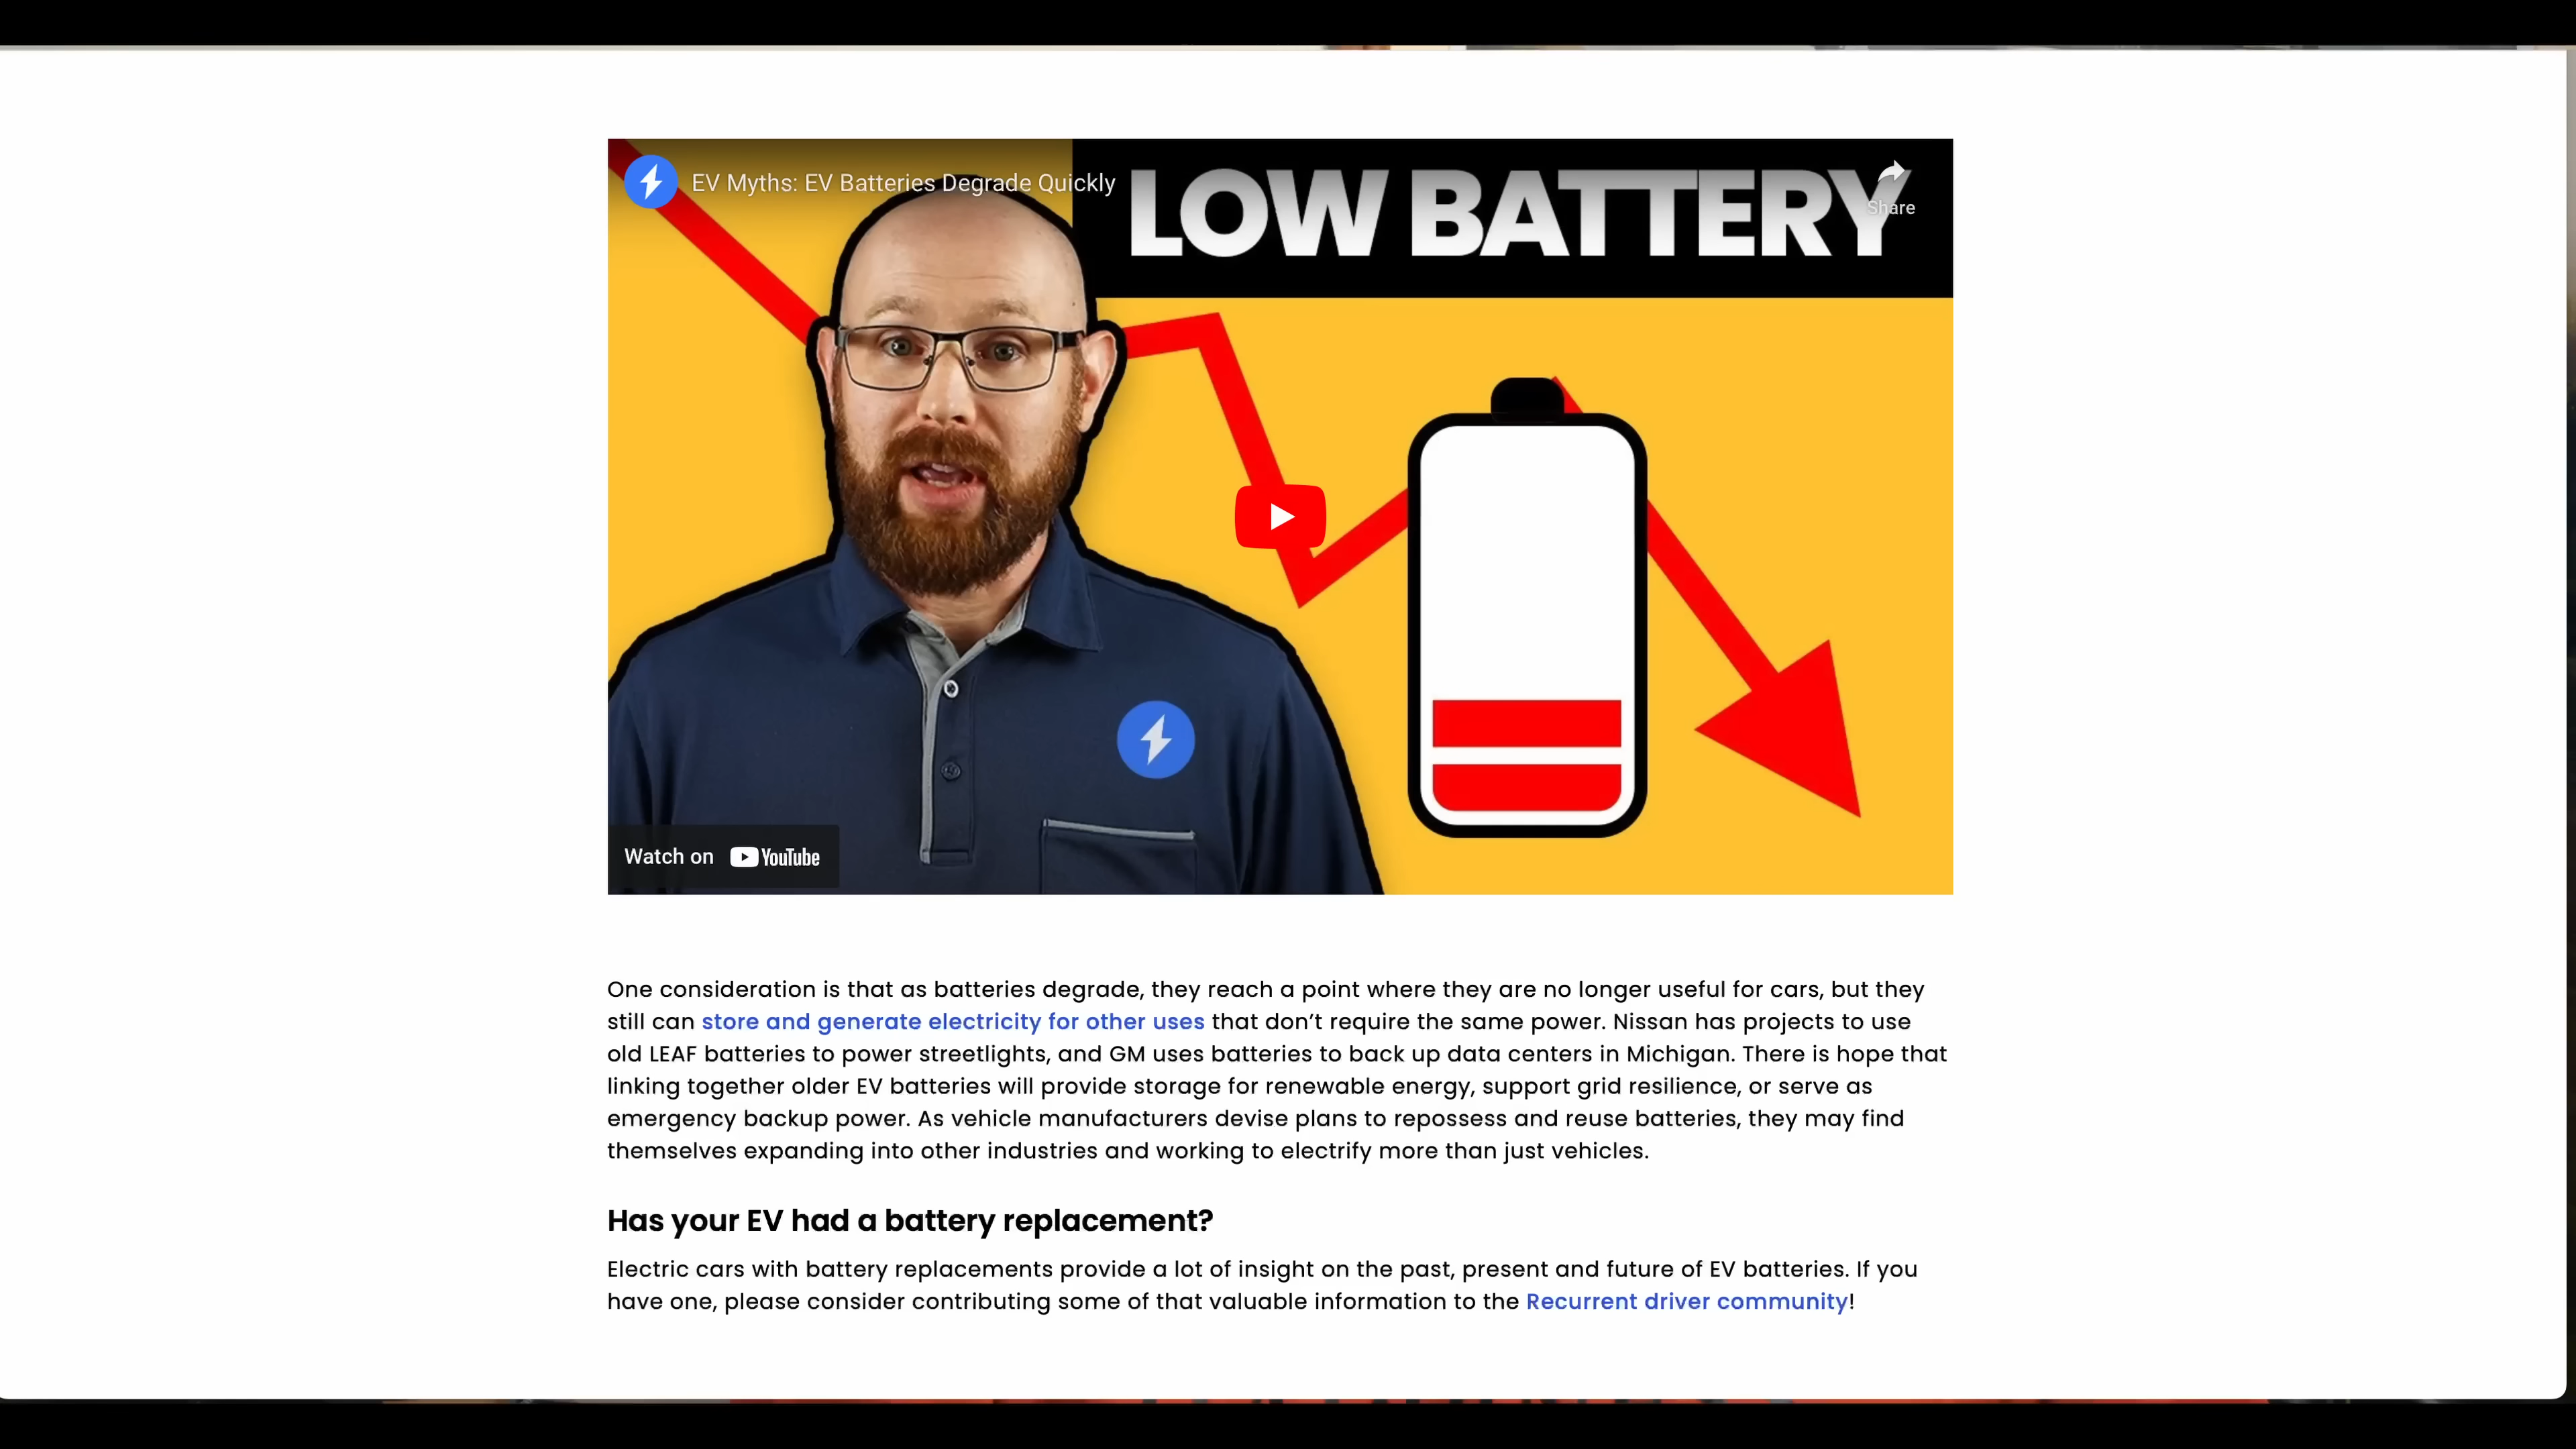 EV Myths: EV Batteries Degrade Quickly
LOW BATTERY
Share
Watch on YouTube
One consideration is that as batteries degrade, they reach a point where they are no longer useful for cars, but they
still can store and generate electricity for other uses that don’t require the same power. Nissan has projects to use
old LEAF batteries to power streetlights, and GM uses batteries to back up data centers in Michigan. There is hope that
linking together older EV batteries will provide storage for renewable energy, support grid resilience, or serve as
emergency backup power. As vehicle manufacturers devise plans to repossess and reuse batteries, they may find
themselves expanding into other industries and working to electrify more than just vehicles.
Has your EV had a battery replacement?
Electric cars with battery replacements provide a lot of insight on the past, present and future of EV batteries. If you
have one, please consider contributing some of that valuable information to the Recurrent driver community!